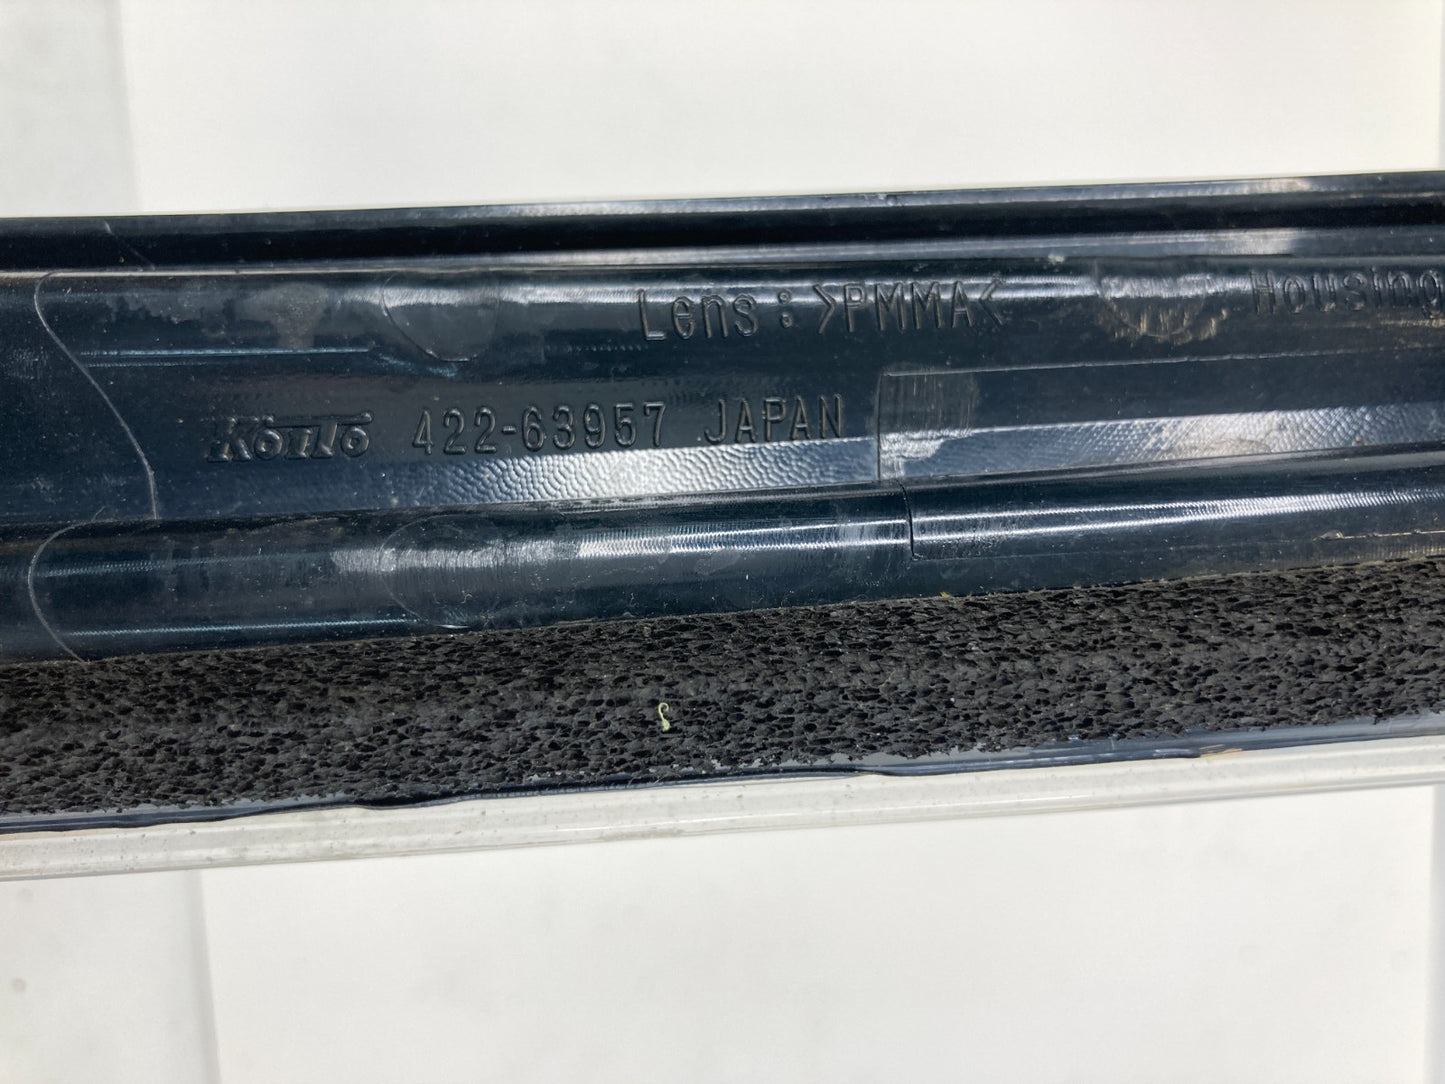 Lens : >PMMA< Housing
KOITO 422-63957 JAPAN